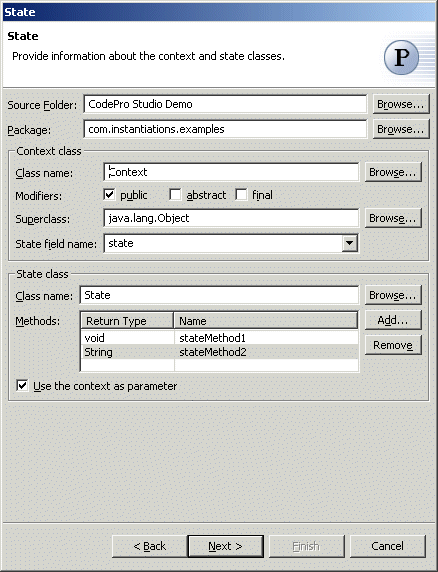 State
State
Provide information about the context and state classes.
P
Source Folder: CodePro Studio Demo Browse...
Package: com.instantiations.examples Browse...
Context class
Class name: Context Browse...
Modifiers: public abstract final
Superclass: java.lang.Object Browse...
State field name: state
State class
Class name: State Browse...
Methods: Return Type Name Add...
void stateMethod1
String stateMethod2 Remove
Use the context as parameter
< Back Next > Finish Cancel